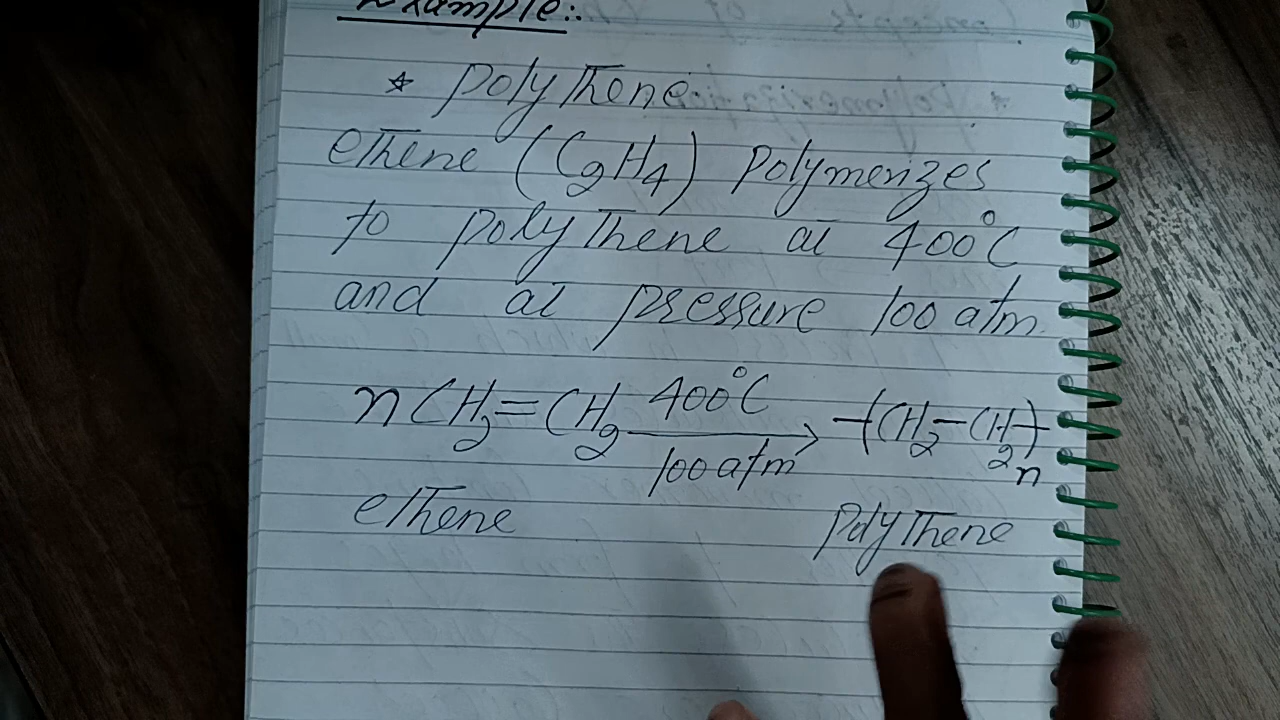 Example:
* Polythene
ethene (C2H4) Polymerizes
to polythene at 400°C
and at pressure 100 atm.
nCH2=CH2 400°C → -(CH2-CH2)-n
100 atm
ethene Polythene